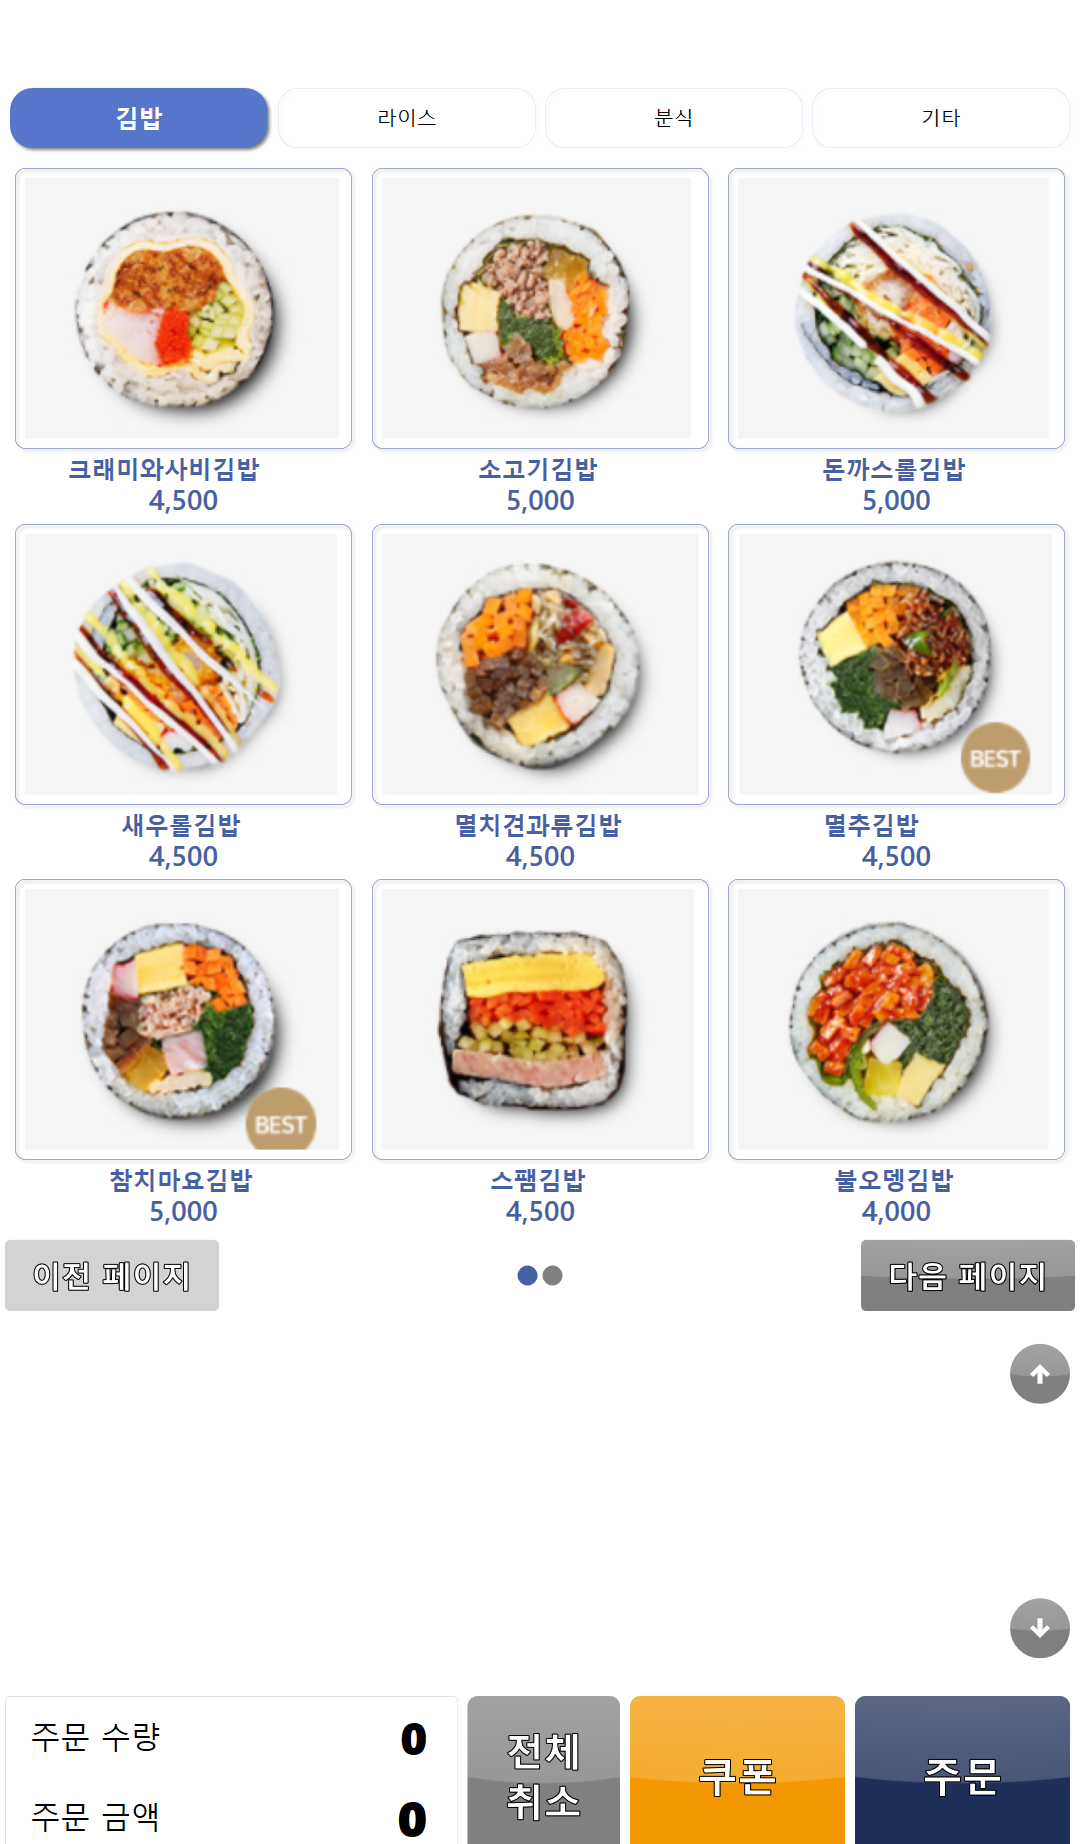 김밥
라이스
분식
기타
크래미와사비김밥
4,500
소고기김밥
5,000
돈까스롤김밥
5,000
새우롤김밥
4,500
멸치견과류김밥
4,500
BEST
멸추김밥
4,500
BEST
참치마요김밥
5,000
스팸김밥
4,500
불오뎅김밥
4,000
이전 페이지
다음 페이지
주문 수량 0
주문 금액 0
전체
취소
쿠폰
주문